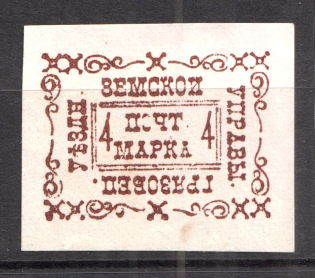 ЗЕМСКОЙ
УПРАВЫ.
ГРЯЗОВЕЦ.
УѢЗДН.
4 ПОЧТ 4
МАРКА